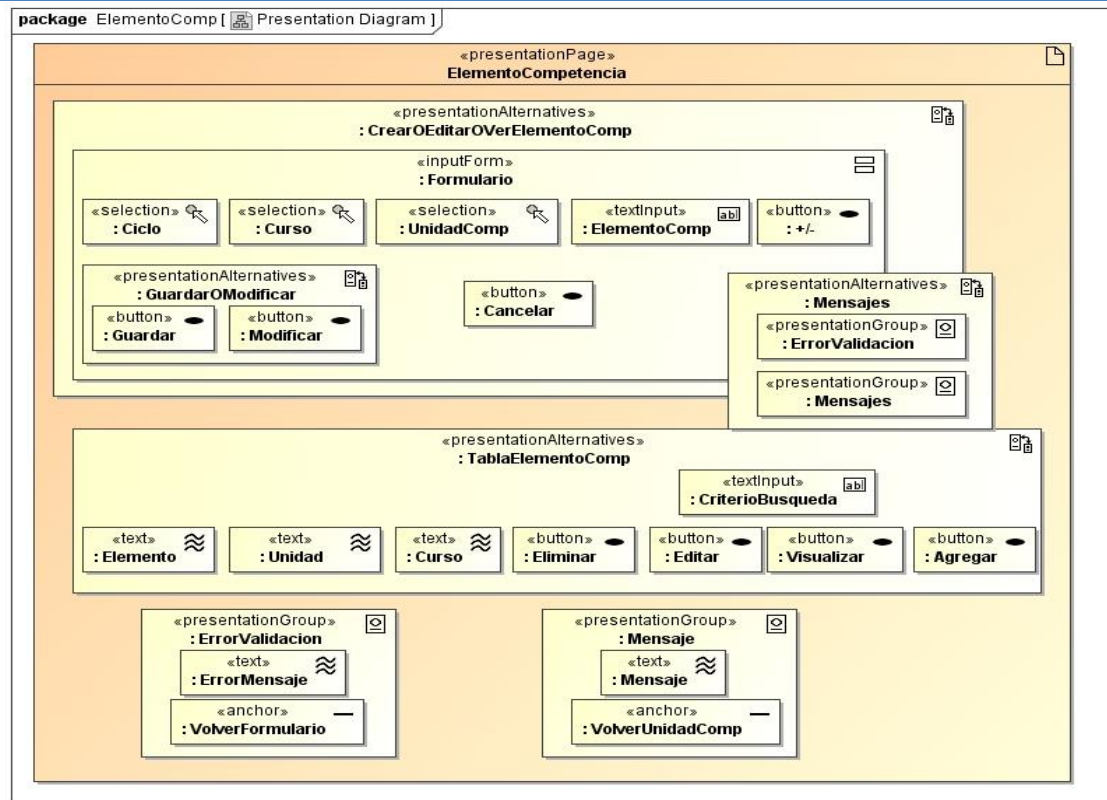 package ElementoComp [ Presentation Diagram ]
«presentationPage»
ElementoCompetencia
«presentationAlternatives»
: CrearOEditarOVerElementoComp
«inputForm»
: Formulario
«selection»
: Ciclo
«selection»
: Curso
«selection»
: UnidadComp
«textInput»
: ElementoComp
abl
«button»
: +/-
«presentationAlternatives»
: GuardarOModificar
«button»
: Guardar
«button»
: Modificar
«button»
: Cancelar
«presentationAlternatives»
: Mensajes
«presentationGroup»
: ErrorValidacion
«presentationGroup»
: Mensajes
«presentationAlternatives»
: TablaElementoComp
«textInput»
: CriterioBusqueda
abl
«text»
: Elemento
«text»
: Unidad
«text»
: Curso
«button»
: Eliminar
«button»
: Editar
«button»
: Visualizar
«button»
: Agregar
«presentationGroup»
: ErrorValidacion
«text»
: ErrorMensaje
«anchor»
: VolverFormulario
«presentationGroup»
: Mensaje
«text»
: Mensaje
«anchor»
: VolverUnidadComp